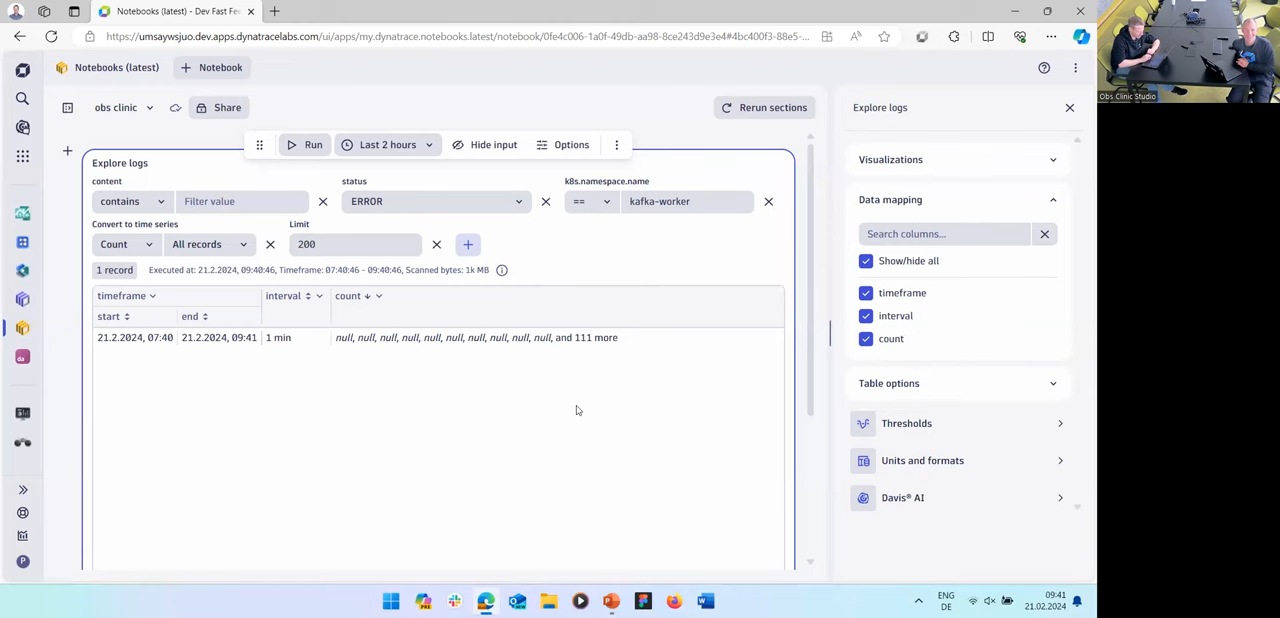 Notebooks (latest) - Dev Fast Fee
https://umsaywsjuo.dev.apps.dynatracelabs.com/ui/apps/my.dynatrace.notebooks.latest/notebook/0fe4c006-1a0f-49db-aa98-8ce243d9e3e4#4bc400f3-88e5-...
Notebooks (latest)
Notebook
obs clinic
Share
Rerun sections
Explore logs
Run
Last 2 hours
Hide input
Options
Explore logs
content
status
k8s.namespace.name
contains
Filter value
ERROR
==
kafka-worker
Convert to time series
Limit
Count
All records
200
1 record
Executed at: 21.2.2024, 09:40:46, Timeframe: 07:40:46 - 09:40:46, Scanned bytes: 1k MB
timeframe
interval
count
start
end
21.2.2024, 07:40
21.2.2024, 09:41
1 min
null, null, null, null, null, null, null, null, null, null, and 111 more
Visualizations
Data mapping
Search columns...
Show/hide all
timeframe
interval
count
Table options
Thresholds
Units and formats
Davis® AI
Obs Clinic Studio
PRE
ENG
DE
09:41
21.02.2024